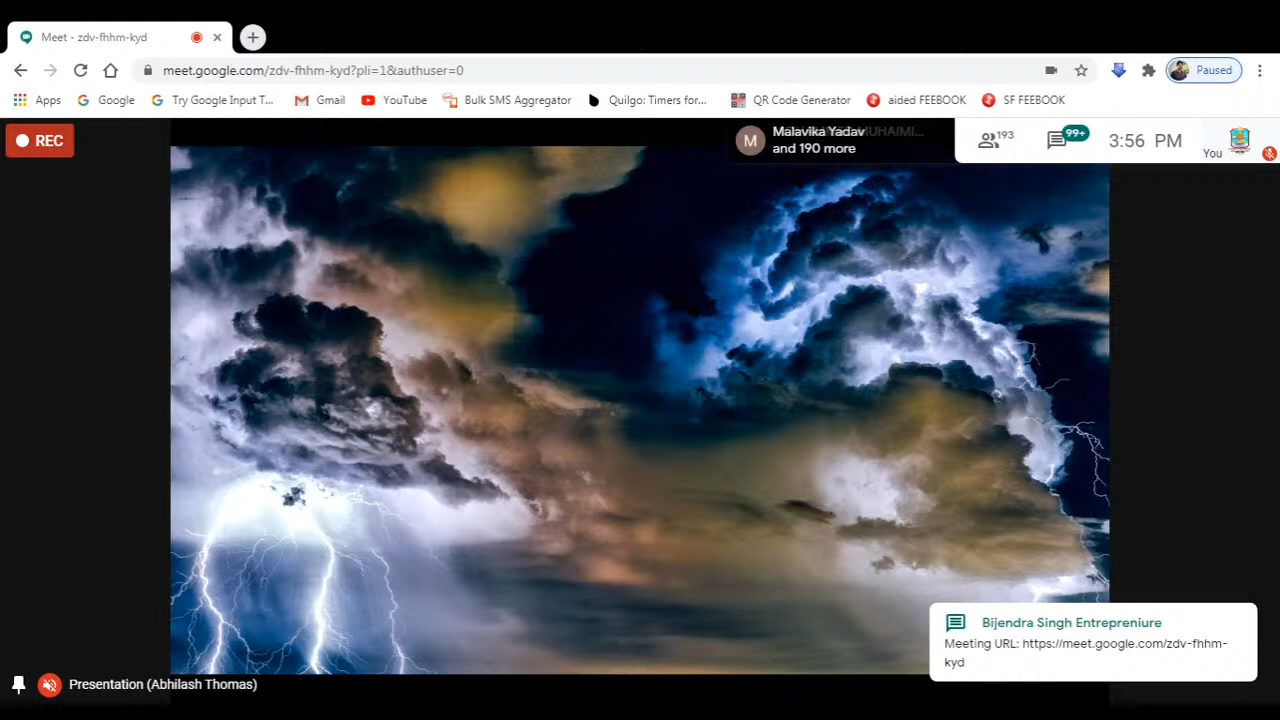 Meet - zdv-fhhm-kyd
meet.google.com/zdv-fhhm-kyd?pli=1&authuser=0
Paused
Apps Google Try Google Input T... Gmail YouTube Bulk SMS Aggregator Quilgo: Timers for... QR Code Generator aided FEEBOOK SF FEEBOOK
REC
M
Malavika Yadav
and 190 more
193
99+
3:56 PM
You
Bijendra Singh Entrepreniure
Meeting URL: https://meet.google.com/zdv-fhhm-
kyd
Presentation (Abhilash Thomas)